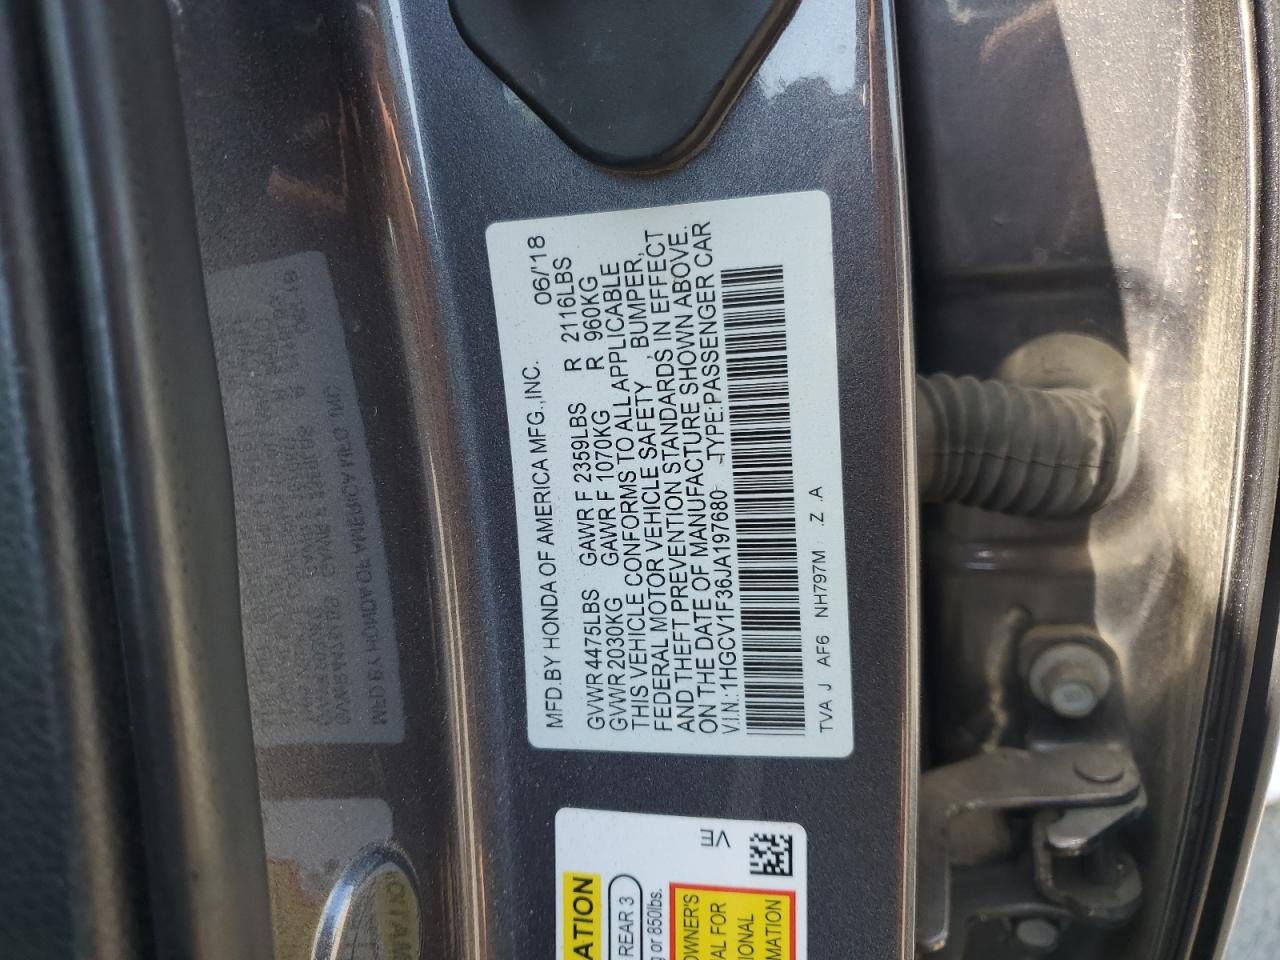 MFD.BY HONDA OF AMERICA MFG.,INC. 06/'18
GVWR 4475LBS GAWR F 2359LBS R 2116LBS
GVWR 2030KG GAWR F 1070KG R 960KG
THIS VEHICLE CONFORMS TO ALL APPLICABLE
FEDERAL MOTOR VEHICLE SAFETY , BUMPER,
AND THEFT PREVENTION STANDARDS IN EFFECT
ON THE DATE OF MANUFACTURE SHOWN ABOVE.
V.I.N.:1HGCV1F36JA197680 TYPE:PASSENGER CAR
TVA J AF6 NH797M .Z .A
VE
ATION
REAR 3
or 850lbs.
OWNER'S
AL FOR
IONAL
MATION